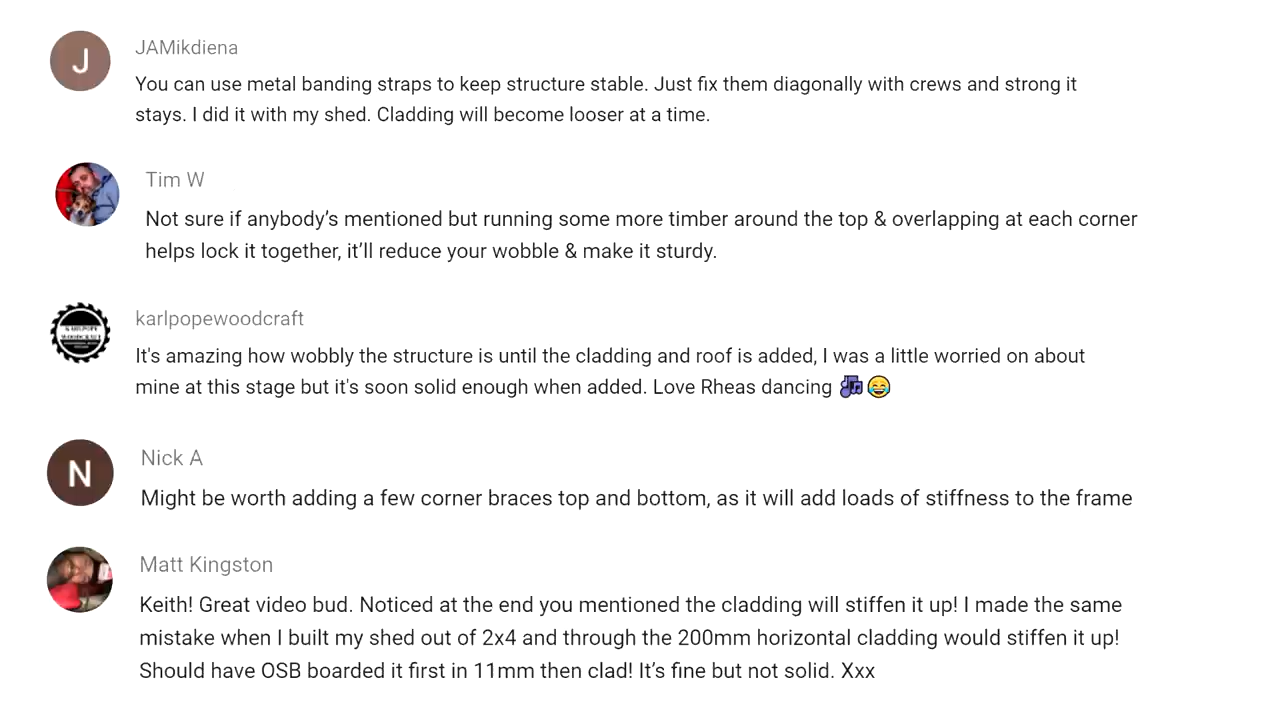 J
JAMikdiena
You can use metal banding straps to keep structure stable. Just fix them diagonally with crews and strong it
stays. I did it with my shed. Cladding will become looser at a time.
Tim W
Not sure if anybody’s mentioned but running some more timber around the top & overlapping at each corner
helps lock it together, it’ll reduce your wobble & make it sturdy.
karlpopewoodcraft
It's amazing how wobbly the structure is until the cladding and roof is added, I was a little worried on about
mine at this stage but it's soon solid enough when added. Love Rheas dancing 🎶😂
N
Nick A
Might be worth adding a few corner braces top and bottom, as it will add loads of stiffness to the frame
Matt Kingston
Keith! Great video bud. Noticed at the end you mentioned the cladding will stiffen it up! I made the same
mistake when I built my shed out of 2x4 and through the 200mm horizontal cladding would stiffen it up!
Should have OSB boarded it first in 11mm then clad! It’s fine but not solid. Xxx